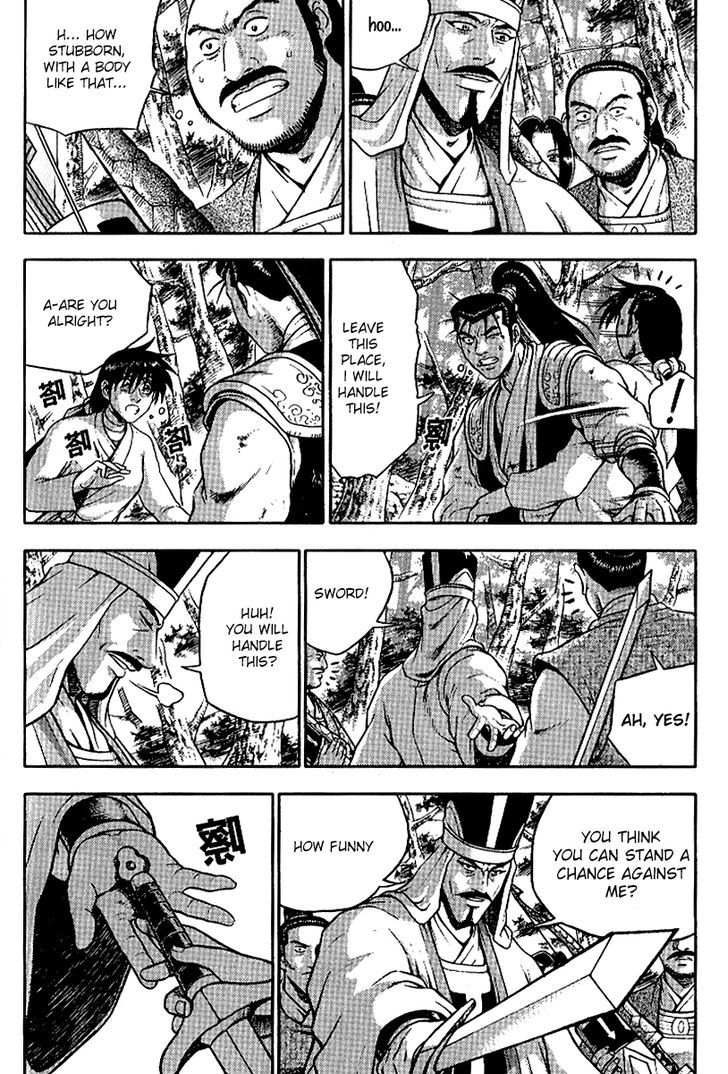 H... HOW
STUBBORN,
WITH A BODY
LIKE THAT...
hoo...
A-ARE YOU
ALRIGHT?
LEAVE
THIS
PLACE,
I WILL
HANDLE
THIS!
!
HUH!
YOU WILL
HANDLE
THIS?
SWORD!
AH, YES!
HOW FUNNY
YOU THINK
YOU CAN STAND A
CHANCE AGAINST
ME?